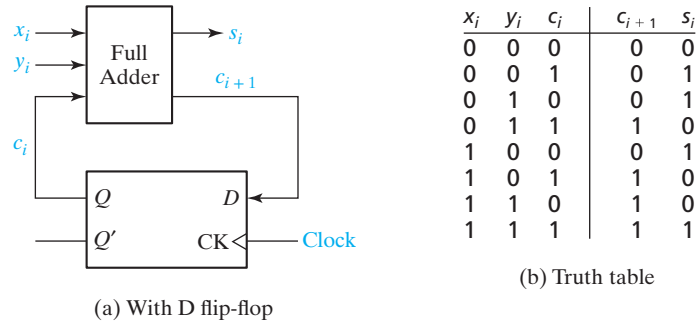 x_i
y_i
Full
Adder
s_i
c_{i+1}
c_i
Q
D
Q′
CK
Clock
(a) With D flip-flop
x_i y_i c_i c_{i+1} s_i
0 0 0 0 0
0 0 1 0 1
0 1 0 0 1
0 1 1 1 0
1 0 0 0 1
1 0 1 1 0
1 1 0 1 0
1 1 1 1 1
(b) Truth table